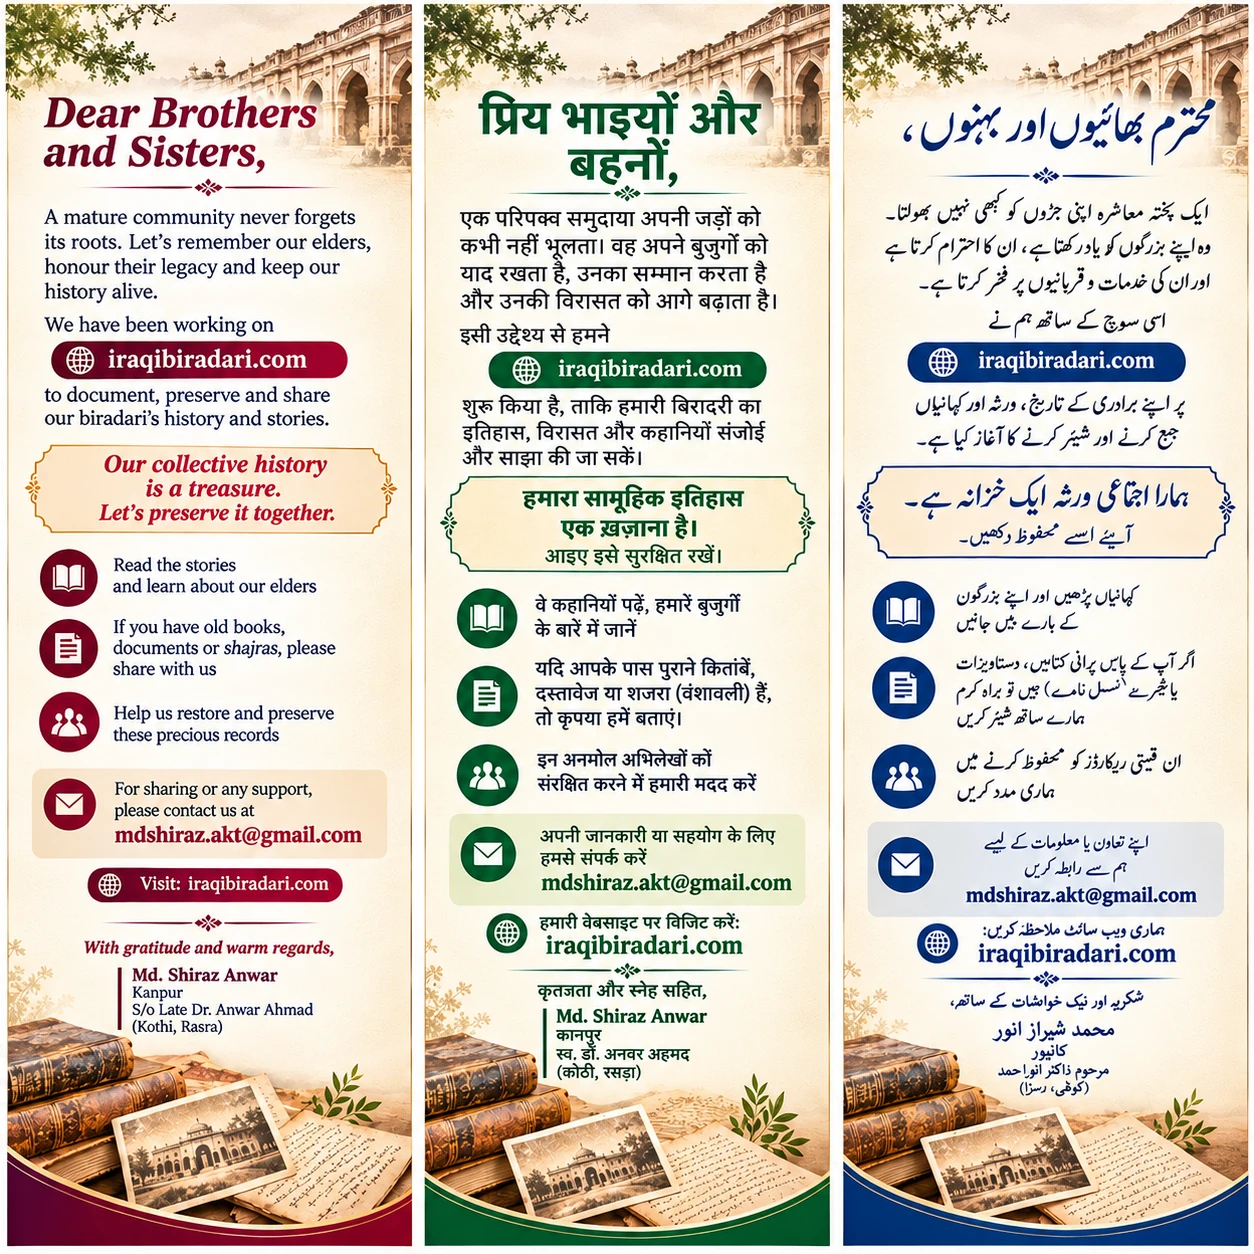 Dear Brothers
and Sisters,
A mature community never forgets
its roots. Let’s remember our elders,
honour their legacy and keep our
history alive.
We have been working on
iraqibiradari.com
to document, preserve and share
our biradari’s history and stories.
Our collective history
is a treasure.
Let’s preserve it together.
Read the stories
and learn about our elders
If you have old books,
documents or shajras, please
share with us
Help us restore and preserve
these precious records
For sharing or any support,
please contact us at
mdshiraz.akt@gmail.com
Visit: iraqibiradari.com
With gratitude and warm regards,
Md. Shiraz Anwar
Kanpur
S/o Late Dr. Anwar Ahmad
(Kothi, Rasra)
प्रिय भाइयों और
बहनों,
एक परिपक्व समुदाया अपनी जड़ों को
कभी नहीं भूलता। वह अपने बुजुर्गों को
याद रखता है, उनका सम्मान करता है
और उनकी विरासत को आगे बढ़ाता है।
इसी उद्देथ्य से हमने
iraqibiradari.com
शुरू किया है, ताकि हमारी बिरादरी का
इतिहास, विरासत और कहानियों संजोई
और साझा की जा सकें।
हमारा सामूहिक इतिहास
एक ख़ज़ाना है।
आइए इसे सुरक्षित रखें।
वे कहानियों पढ़ें, हमारें बुजुर्गो
के बारें में जानें
यदि आपके पास पुराने कितांबें,
दस्तावेज या शजरा (वंशावली) हैं,
तो कृपया हमें बताएं।
इन अनमोल अभिलेखों कों
संरक्षित करने में हमारी मदद करें
अपनी जानकारी या सहयोग के लिए
हमसे संपर्क करें
mdshiraz.akt@gmail.com
हमारी वेबसाइट पर विजिट करें:
iraqibiradari.com
कृतजता और स्नेह सहित,
Md. Shiraz Anwar
कानपुर
स्व. डॉ. अनवर अहमद
(कोठी, रसड़ा)
محترم بھائیوں اور بہنوں،
ایک پختہ معاشرہ اپنی جڑوں کو کبھی نہیں بھولتا۔
وہ اپنے بزرگوں کو یاد رکھتا ہے، ان کا احترام کرتا ہے
اور ان کی خدمات و قربانیوں پر فخر کرتا ہے۔
اسی سوچ کے ساتھ ہم نے
iraqibiradari.com
پر اپنے برادری کے تاریخ، ورثہ اور کہانیاں
جمع کرنے اور شیئر کرنے کا آغاز کیا ہے۔
ہمارا اجتماعی ورثہ ایک خزانہ ہے۔
آیئے اسے محفوظ رکھیں۔
کہانیاں پڑھیں اور اپنے بزرگون
کے بارے میں جانیں
اگر آپ کے پاس پرانی کتابیں، دستاویزات
نامے) ہیں تو براہ کرم
ہمارے ساتھ شیئر کریں
ان قیمتی ریکارڈز کو محفوظ کرنے میں
ہماری مدد کریں
اپنے تعاون یا معلومات کے لیے
ہم سے رابطہ کریں
mdshiraz.akt@gmail.com
ہماری ویب سائٹ ملاحظہ کریں:
iraqibiradari.com
شکریہ اور نیک خواشات کے ساتھ،
محمد شیراز انور
کانپور
مرحوم ڈاکٹر انوراحمد
(کوٹھی، رسڑا)